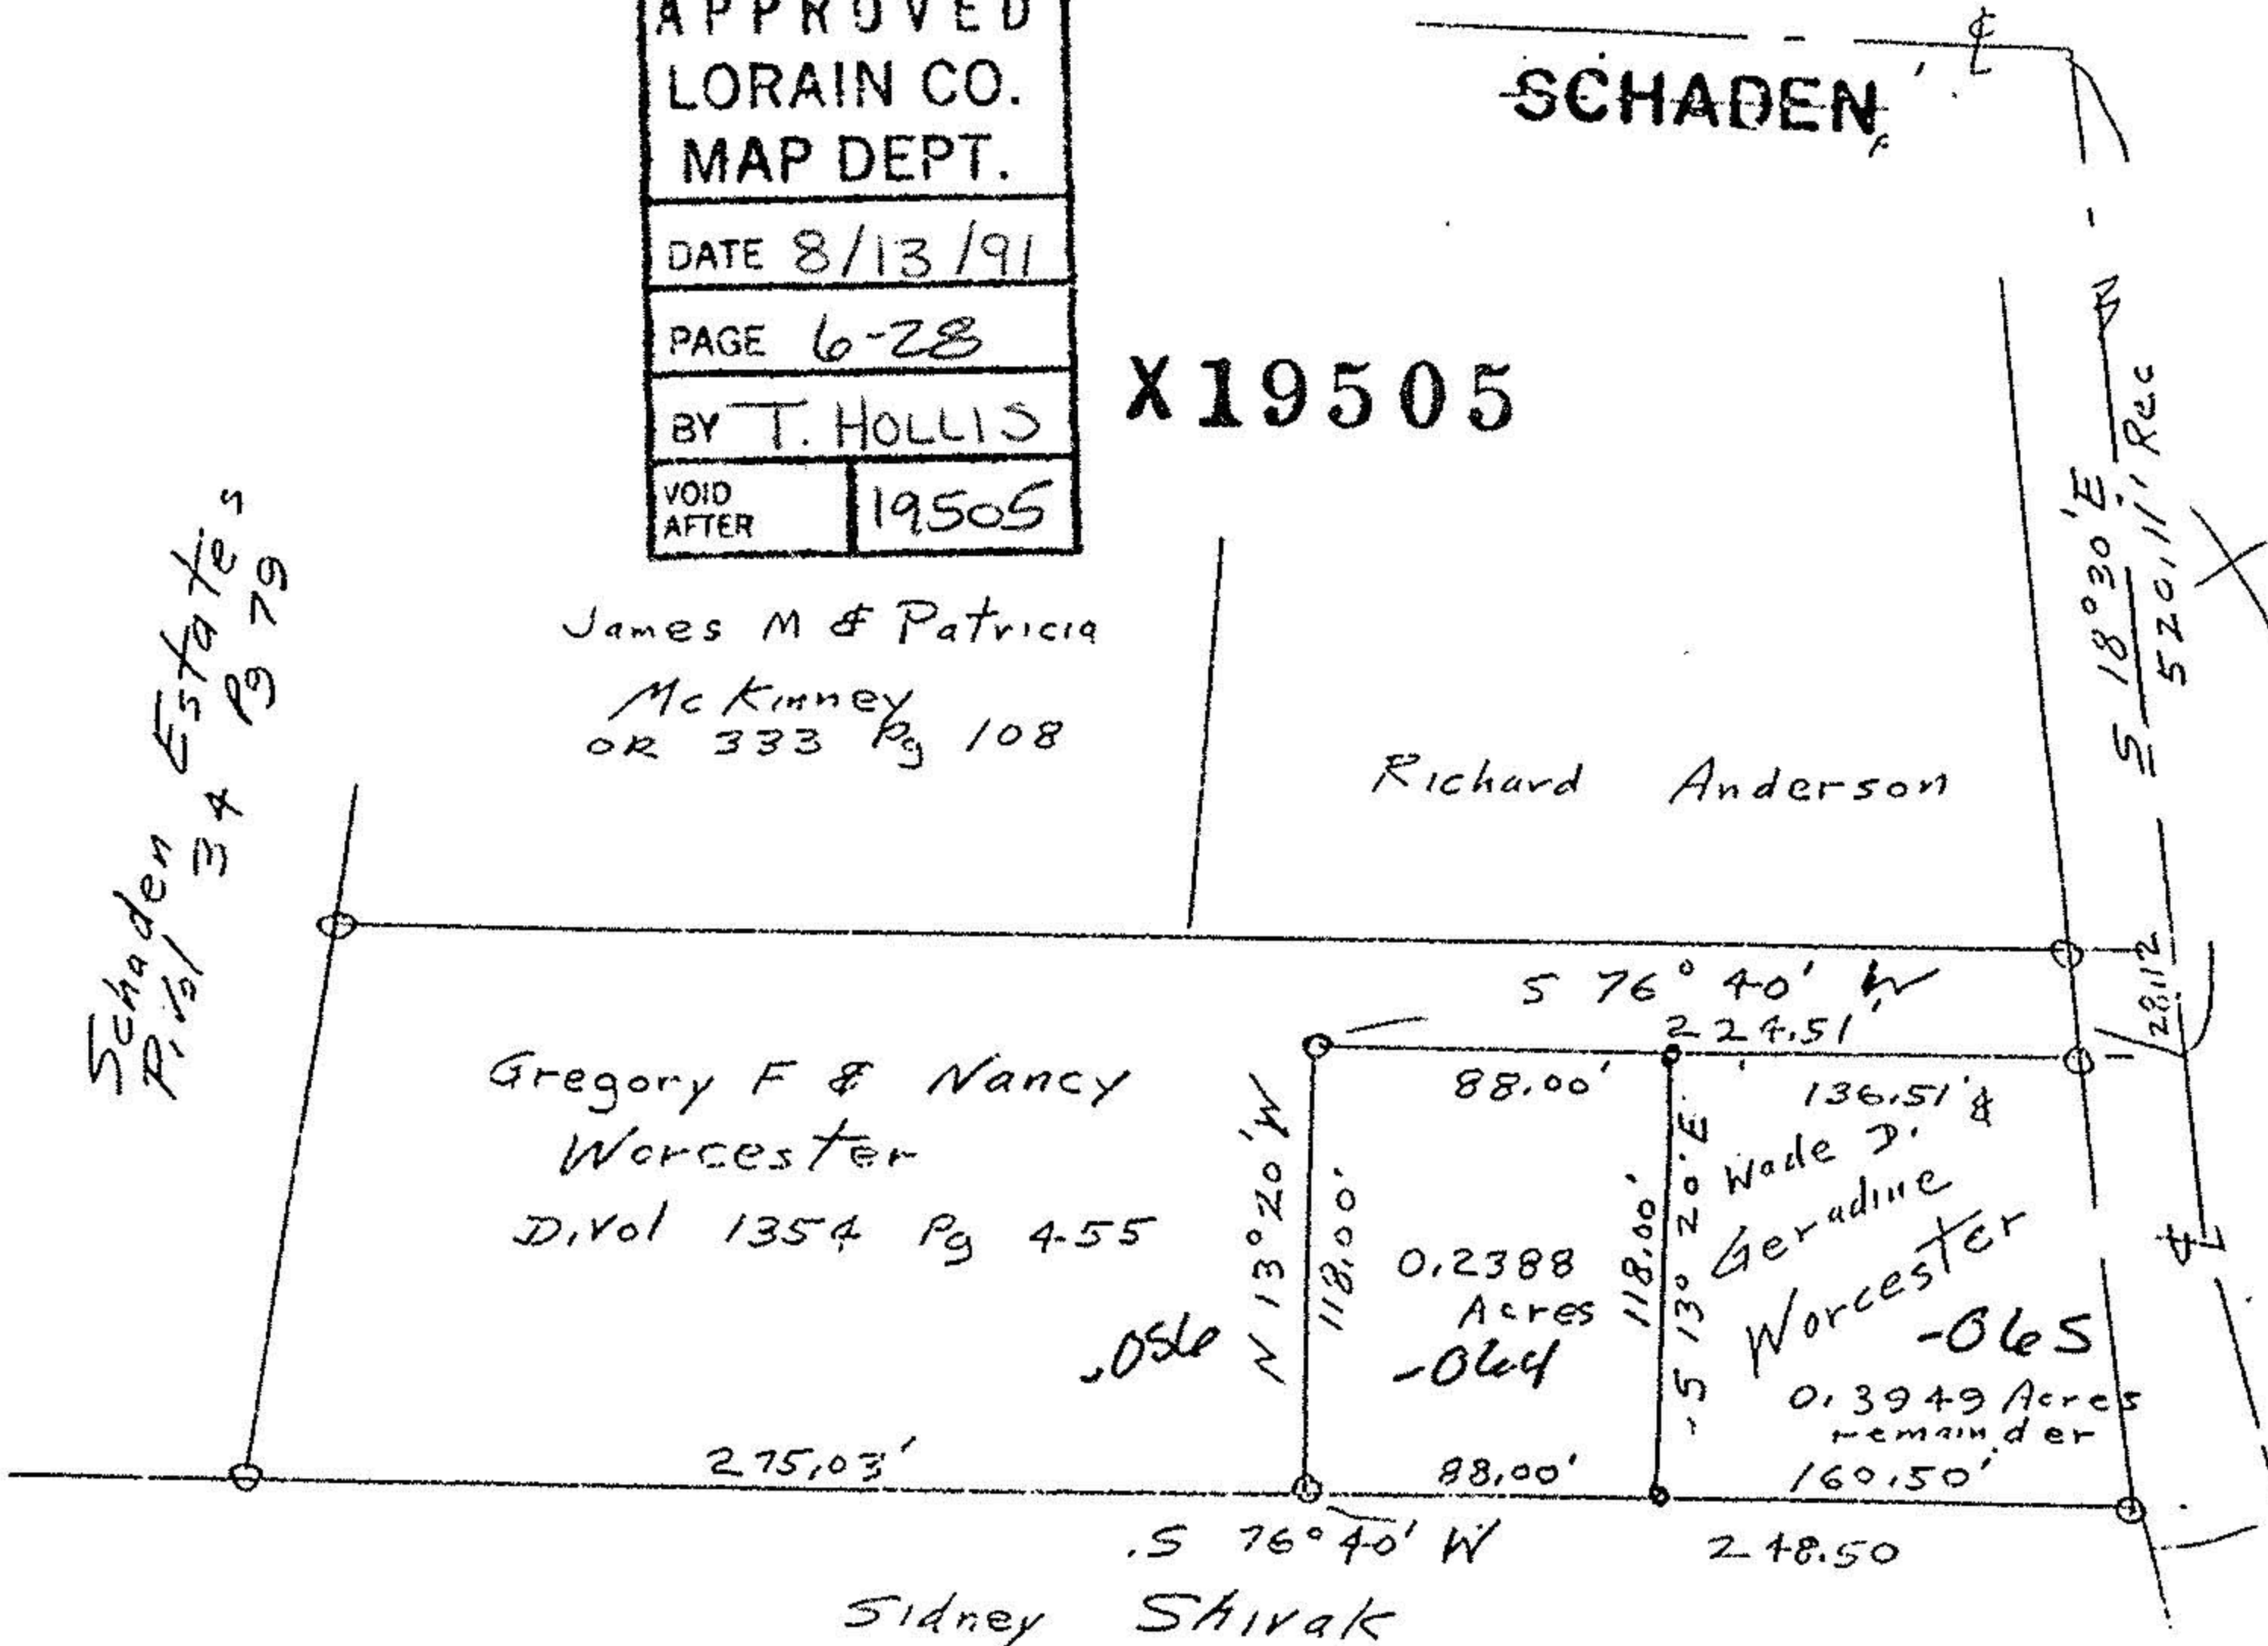 APPROVED
LORAIN CO.
MAP DEPT.
DATE 8/13/91
PAGE 6-28
BY T. HOLLIS
VOID AFTER 19505
SCHADEN
X19505
S 18°30'E
520.11' Rec
Schaden Estates
P.Vol 34 Pg 79
James M & Patricia
McKinney
OR 333 Pg 108
Richard Anderson
28.12
S 76° 40' W
224.51'
88.00'
136.51'
Gregory F & Nancy
Worcester
D.Vol 1354 Pg 455
.056
N 13°20'W
118.00'
0.2388
Acres
-064
118.00'
S 13° 20' E
Wade D. &
Geradine
Worcester
-065
0.3949 Acres
remainder
275.03'
88.00'
160.50'
S 76°40' W
248.50
Sidney Shivak